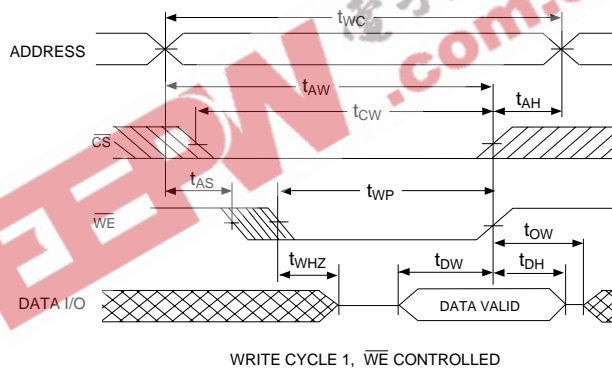 tWC
ADDRESS
tAW
tCW
tAH
CS
tAS
tWP
WE
tOW
tWHZ
tDW
tDH
DATA I/O
DATA VALID
WRITE CYCLE 1, WE CONTROLLED
EEPW
.com.c